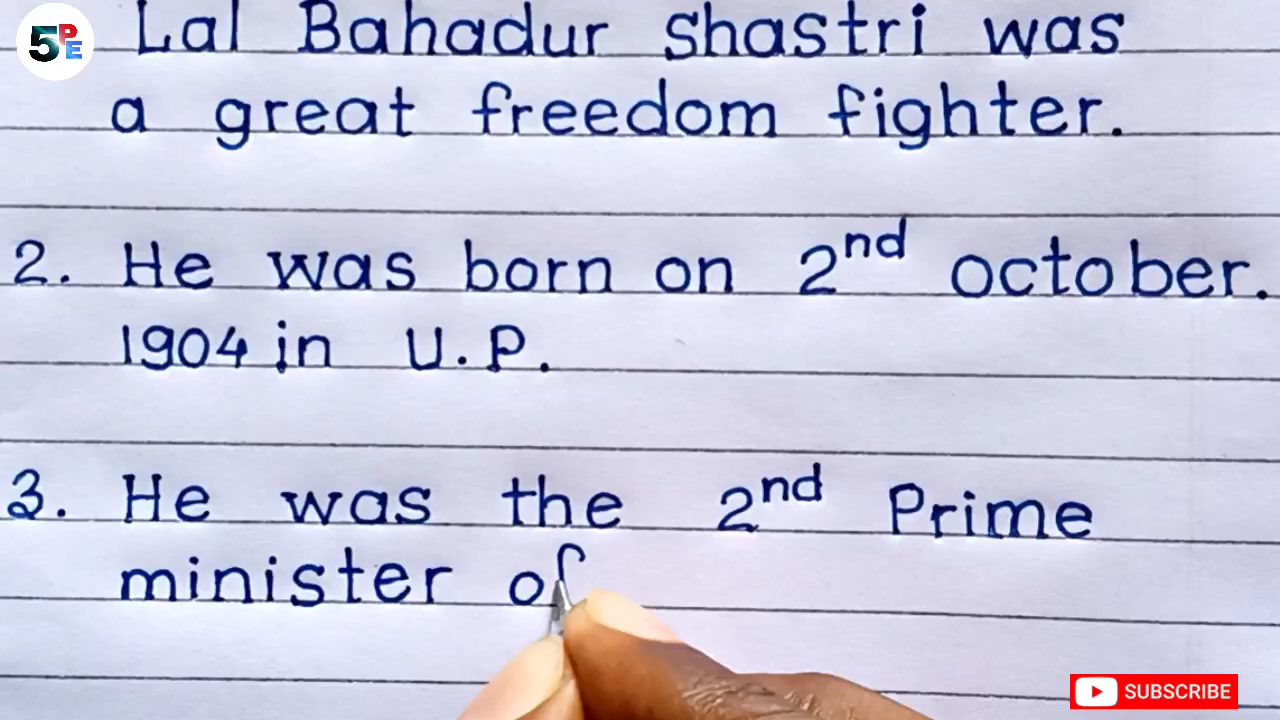 5PE
Lal Bahadur Shastri was
a great freedom fighter.
2. He was born on 2nd october.
1904 in U.P.
3. He was the 2nd Prime
minister of
SUBSCRIBE